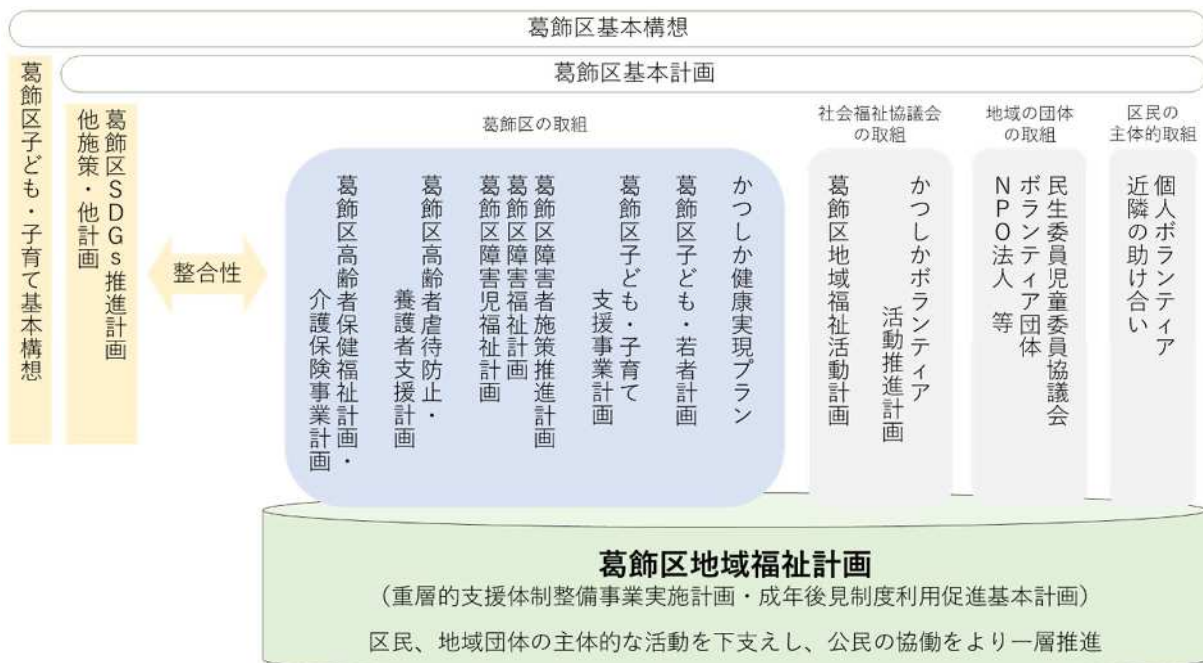 葛飾区基本構想
葛飾区基本計画
葛飾区子ども・子育て基本構想
葛飾区SDGs推進計画
他施策・他計画
整合性
葛飾区の取組
葛飾区高齢者保健福祉計画・
介護保険事業計画
葛飾区高齢者虐待防止・
養護者支援計画
葛飾区障害者施策推進計画
葛飾区障害福祉計画
葛飾区障害児福祉計画
葛飾区子ども・子育て
支援事業計画
葛飾区子ども・若者計画
かつしか健康実現プラン
社会福祉協議会
の取組
葛飾区地域福祉活動計画
かつしかボランティア
活動推進計画
地域の団体
の取組
民生委員児童委員協議会
ボランティア団体
NPO法人 等
区民の
主体的取組
個人ボランティア
近隣の助け合い
葛飾区地域福祉計画
（重層的支援体制整備事業実施計画・成年後見制度利用促進基本計画）
区民、地域団体の主体的な活動を下支えし、公民の協働をより一層推進